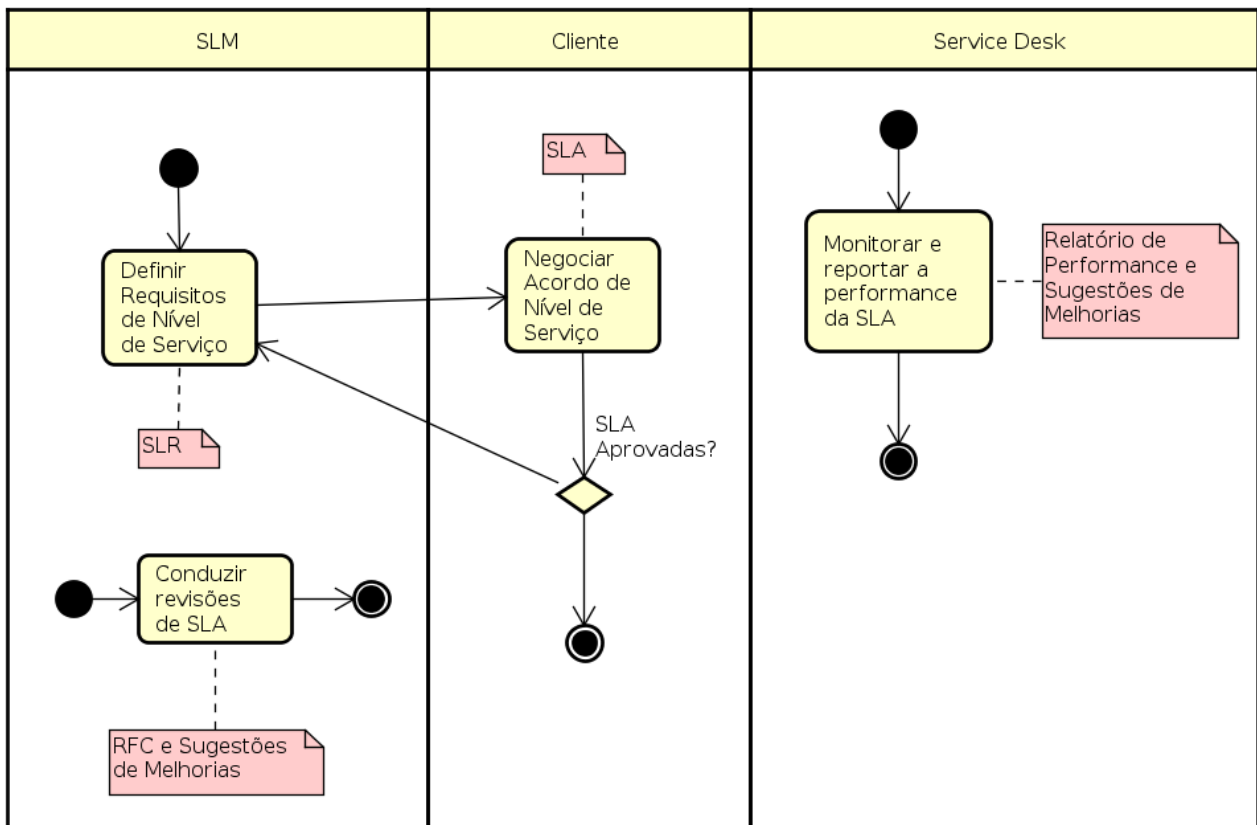 SLM
Cliente
Service Desk
SLA
Definir
Requisitos
de Nível
de Serviço
Negociar
Acordo de
Nível de
Serviço
Monitorar e
reportar a
performance
da SLA
Relatório de
Performance e
Sugestões de
Melhorias
SLR
SLA
Aprovadas?
Conduzir
revisões
de SLA
RFC e Sugestões
de Melhorias